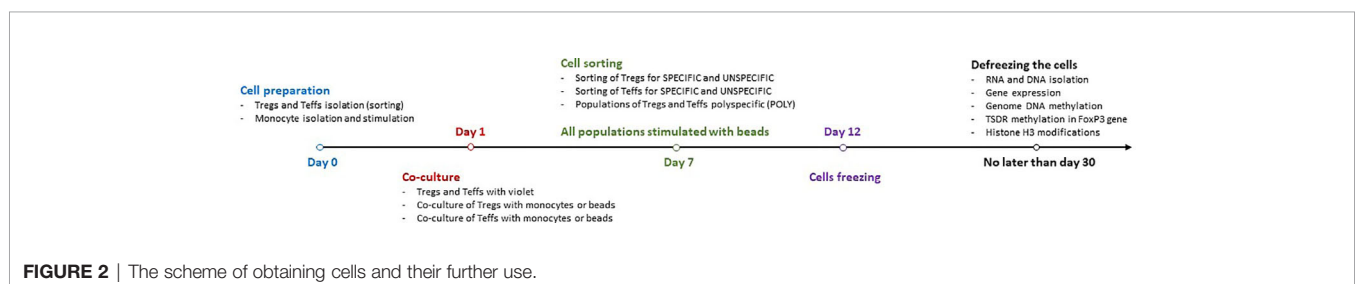 Cell preparation
- Tregs and Teffs isolation (sorting)
- Monocyte isolation and stimulation
Day 0
Day 1
Co-culture
- Tregs and Teffs with violet
- Co-culture of Tregs with monocytes or beads
- Co-culture of Teffs with monocytes or beads
Cell sorting
- Sorting of Tregs for SPECIFIC and UNSPECIFIC
- Sorting of Teffs for SPECIFIC and UNSPECIFIC
- Populations of Tregs and Teffs polyspecific (POLY)
All populations stimulated with beads
Day 7
Day 12
Cells freezing
Defreezing the cells
- RNA and DNA isolation
- Gene expression
- Genome DNA methylation
- TSDR methylation in FoxP3 gene
- Histone H3 modifications
No later than day 30
FIGURE 2 | The scheme of obtaining cells and their further use.